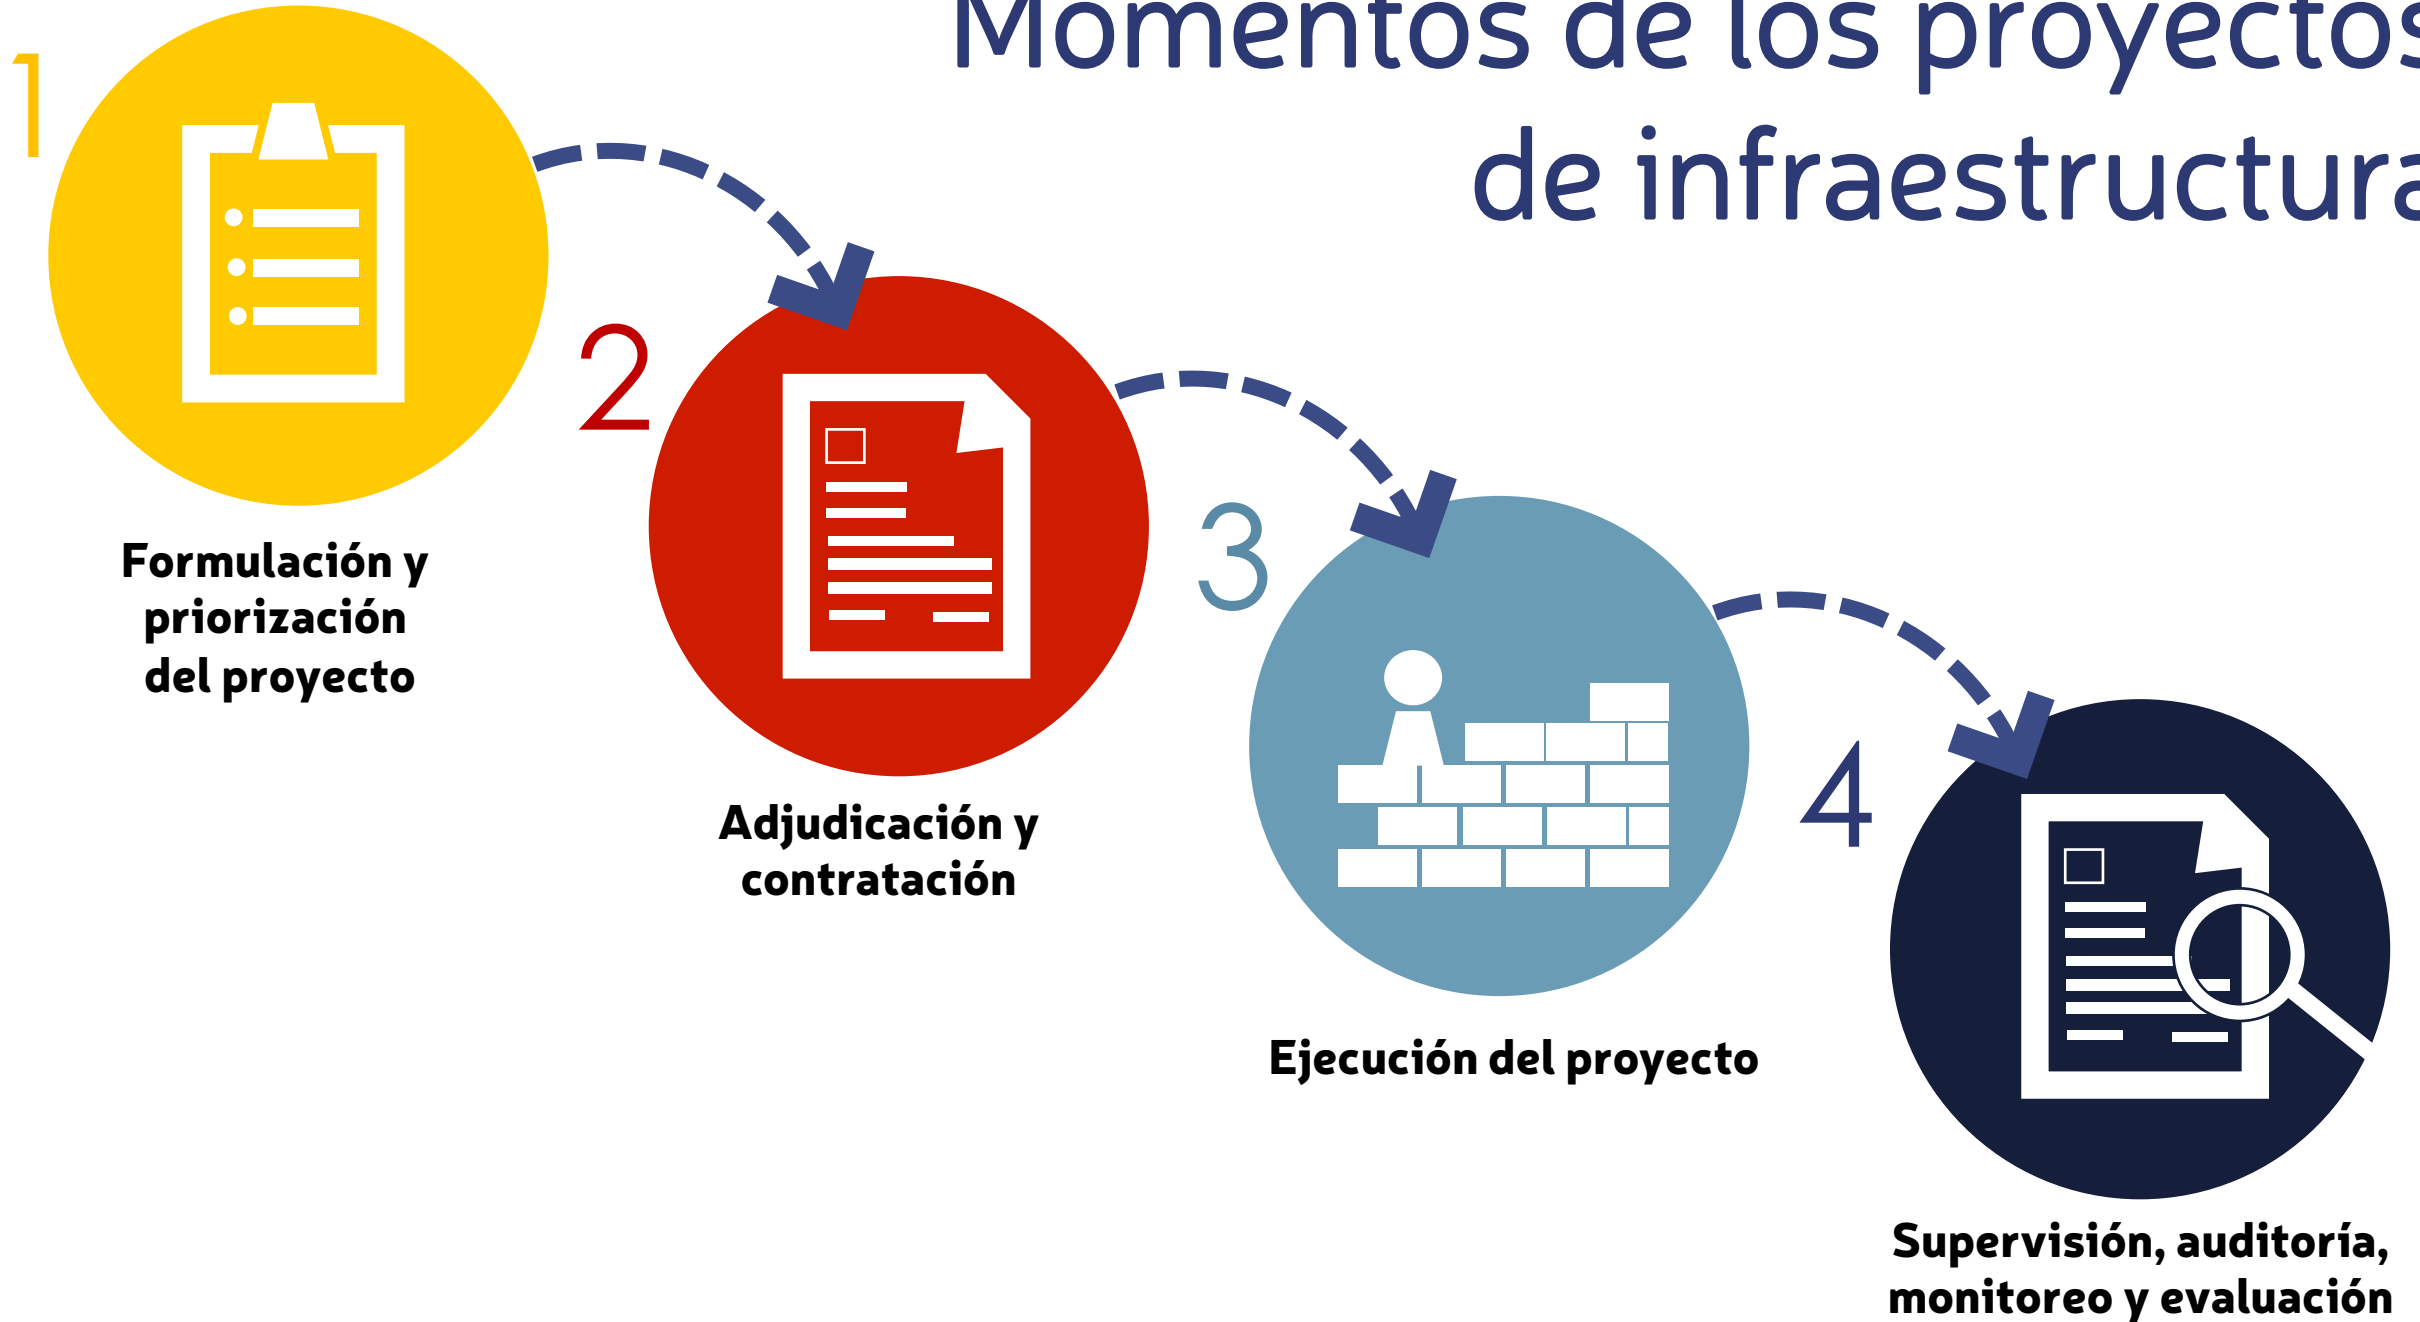 Momentos de los proyectos
de infraestructura
1
Formulación y
priorización
del proyecto
2
Adjudicación y
contratación
3
Ejecución del proyecto
4
Supervisión, auditoría,
monitoreo y evaluación